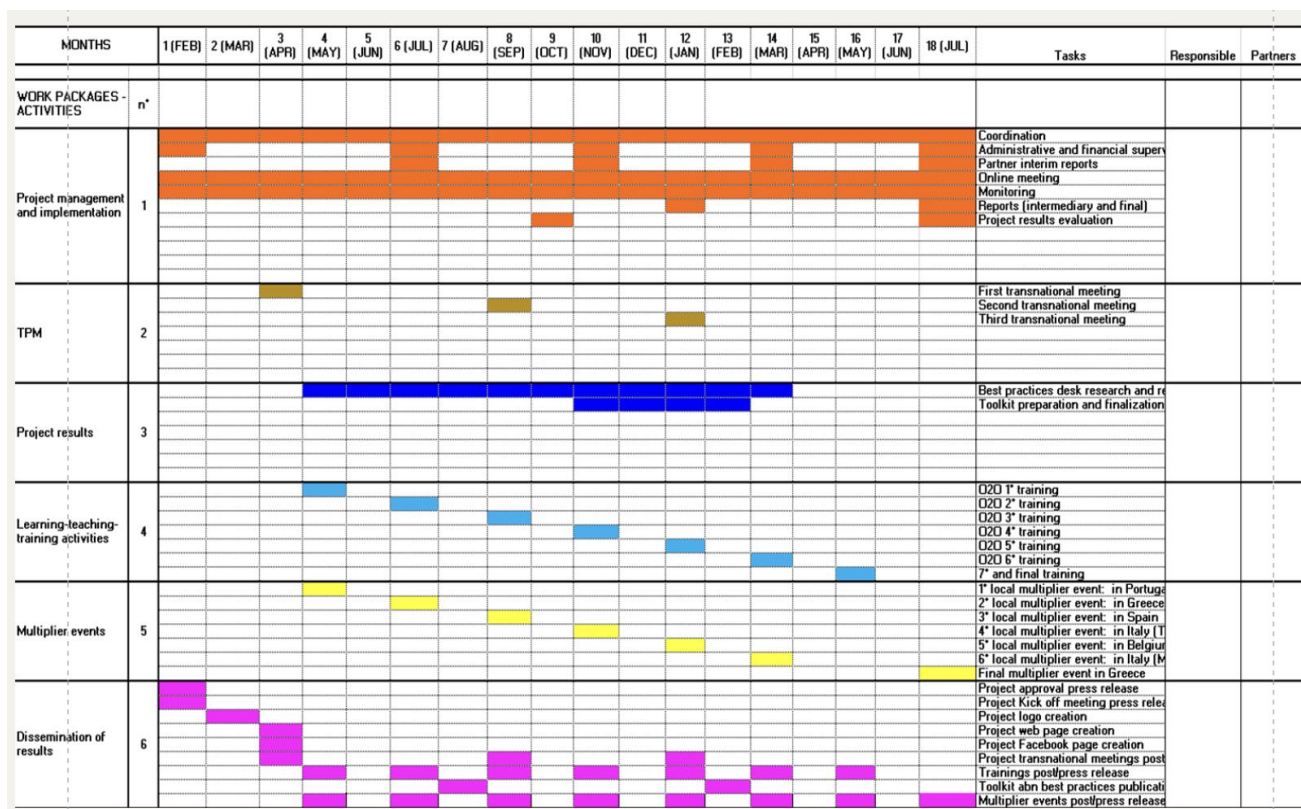 MONTHS 1 (FEB) 2 (MAR) 3 (APR) 4 (MAY) 5 (JUN) 6 (JUL) 7 (AUG) 8 (SEP) 9 (OCT) 10 (NOV) 11 (DEC) 12 (JAN) 13 (FEB) 14 (MAR) 15 (APR) 16 (MAY) 17 (JUN) 18 (JUL) Tasks Responsible Partners
WORK PACKAGES - ACTIVITIES n°
Project management and implementation 1
Coordination
Administrative and financial superv
Partner interim reports
Online meeting
Monitoring
Reports (intermediary and final)
Project results evaluation
TPM 2
First transnational meeting
Second transnational meeting
Third transnational meeting
Project results 3
Best practices desk research and re
Toolkit preparation and finalization
Learning-teaching-training activities 4
O2O 1° training
O2O 2° training
O2O 3° training
O2O 4° training
O2O 5° training
O2O 6° training
7° and final training
Multiplier events 5
1° local multiplier event: in Portuga
2° local multiplier event: in Greece
3° local multiplier event: in Spain
4° local multiplier event: in Italy (T
5° local multiplier event: in Belgiur
6° local multiplier event: in Italy (M
Final multiplier event in Greece
Dissemination of results 6
Project approval press release
Project Kick off meeting press relea
Project logo creation
Project web page creation
Project Facebook page creation
Project transnational meetings post
Trainings post/press release
Toolkit abn best practices publicati
Multiplier events post/press release